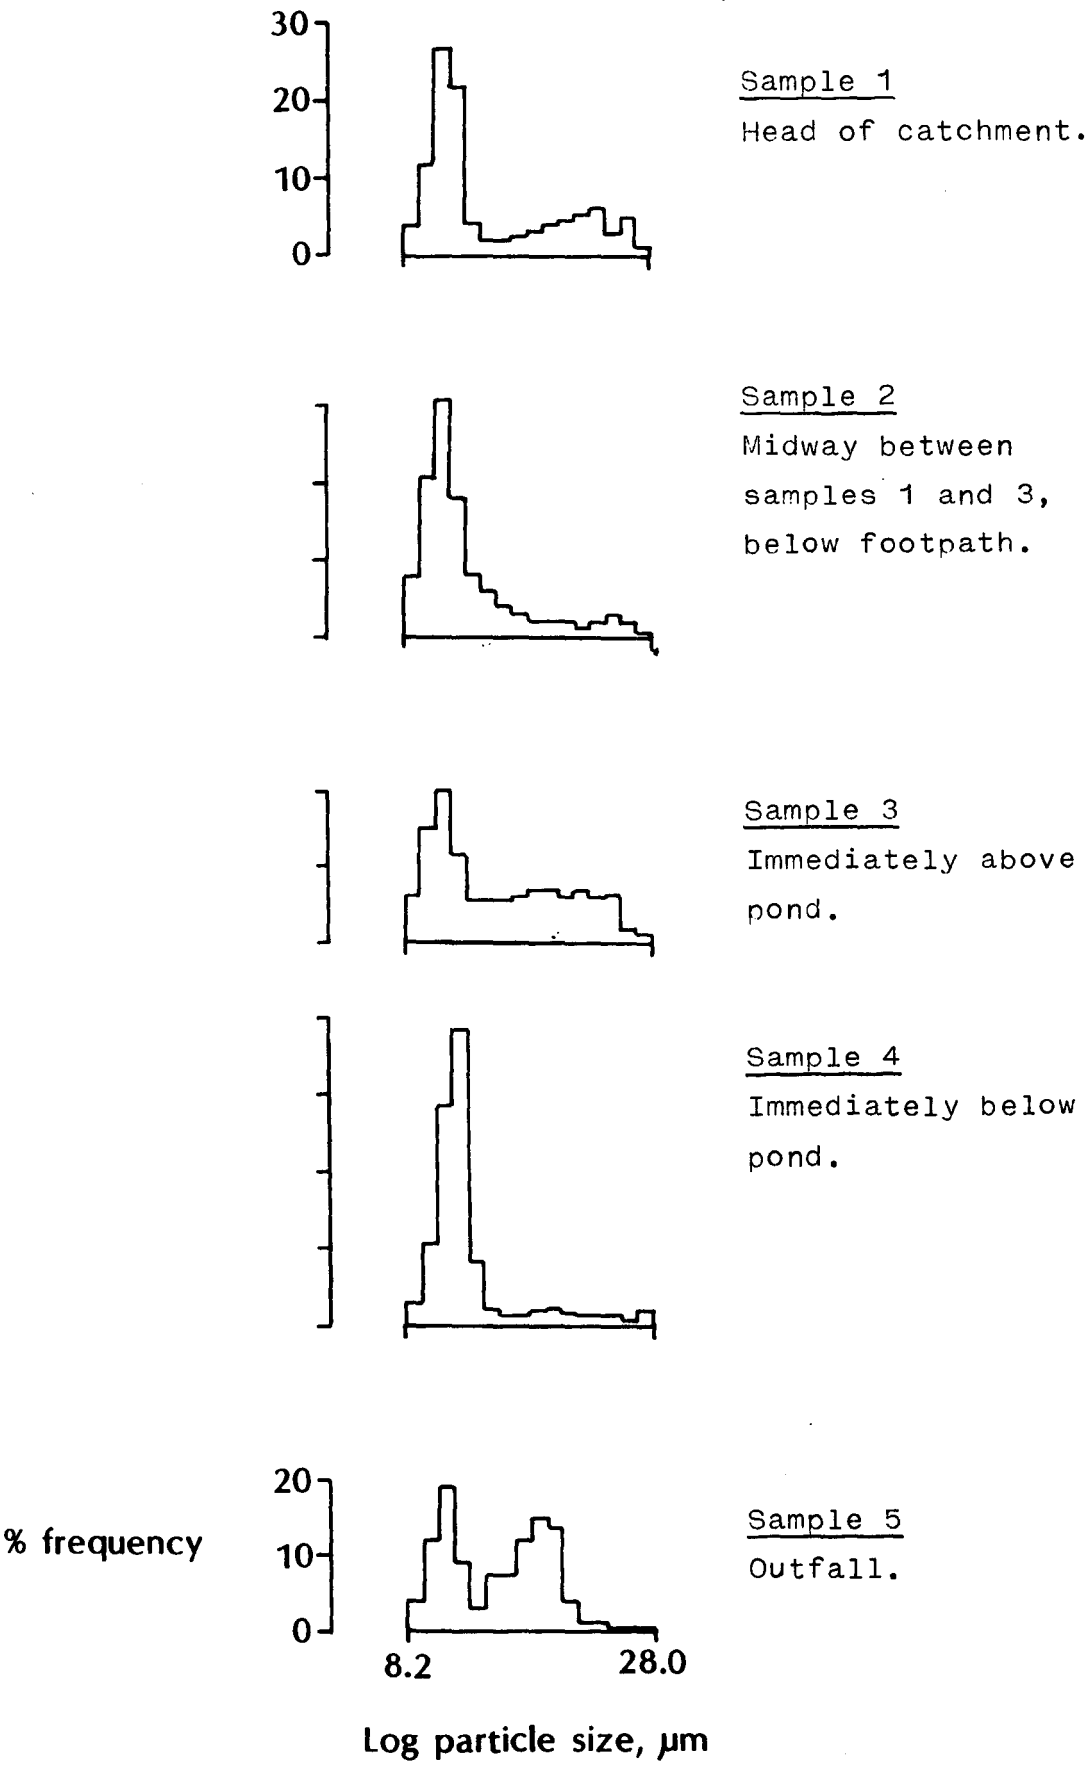 30
20
10
0
Sample 1
Head of catchment.
Sample 2
Midway between
samples 1 and 3,
below footpath.
Sample 3
Immediately above
pond.
Sample 4
Immediately below
pond.
% frequency
20
10
0
Sample 5
Outfall.
8.2
28.0
Log particle size, µm